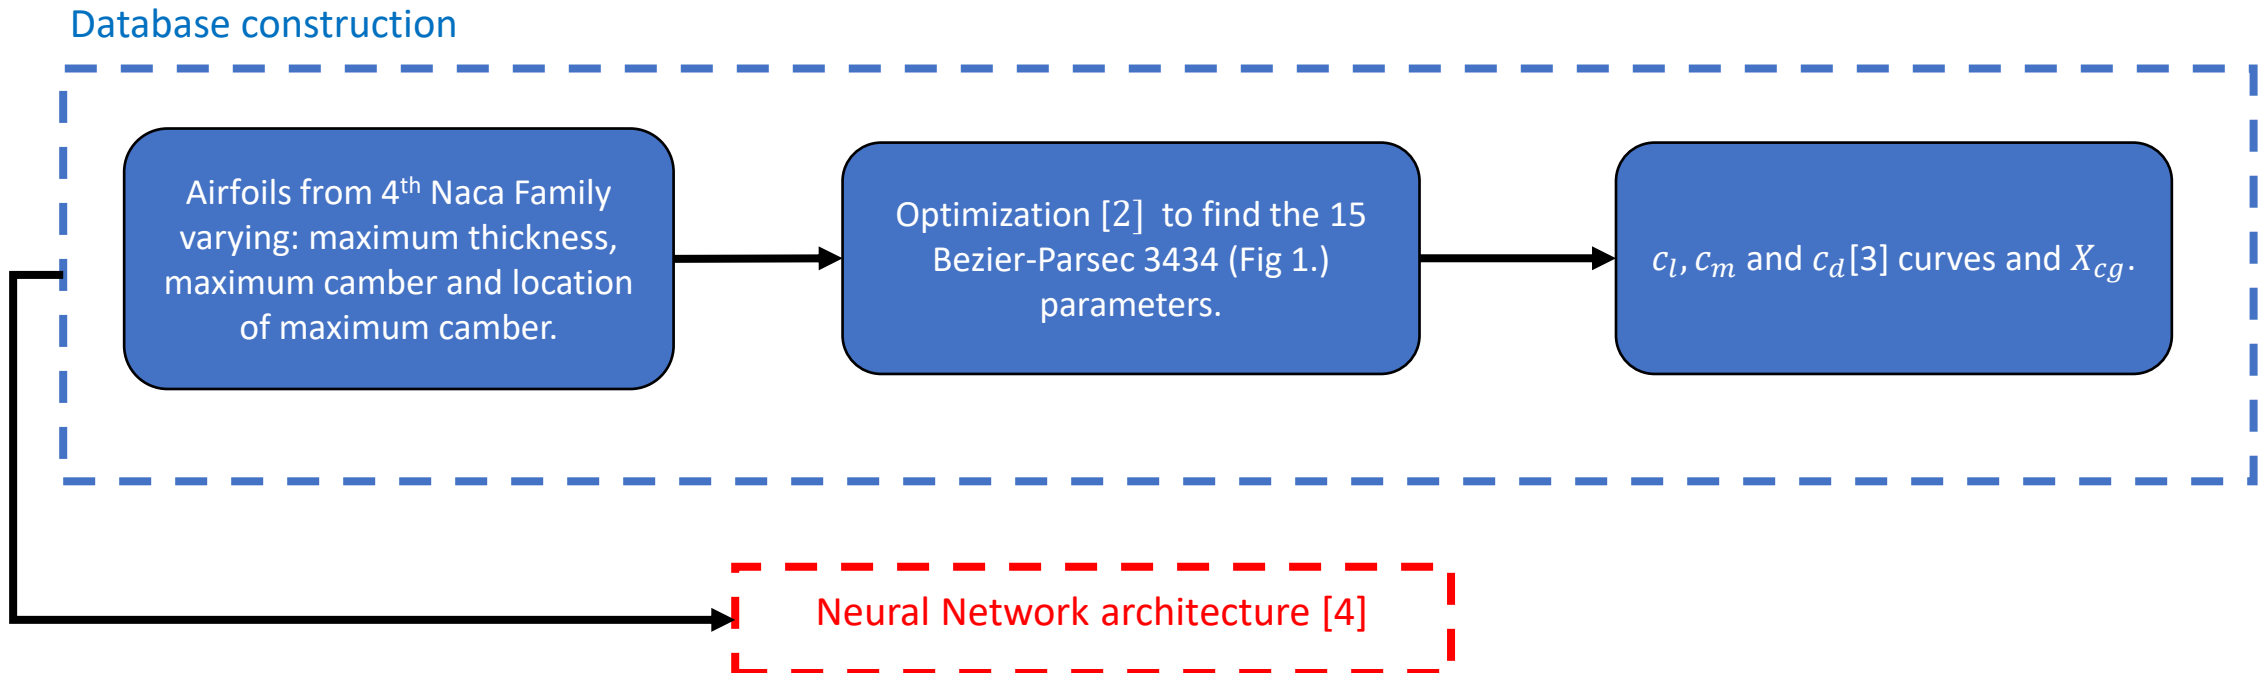 Database construction
Airfoils from 4th Naca Family
varying: maximum thickness,
maximum camber and location
of maximum camber.
Optimization [2] to find the 15
Bezier-Parsec 3434 (Fig 1.)
parameters.
c_l, c_m and c_d[3] curves and X_cg.
Neural Network architecture [4]